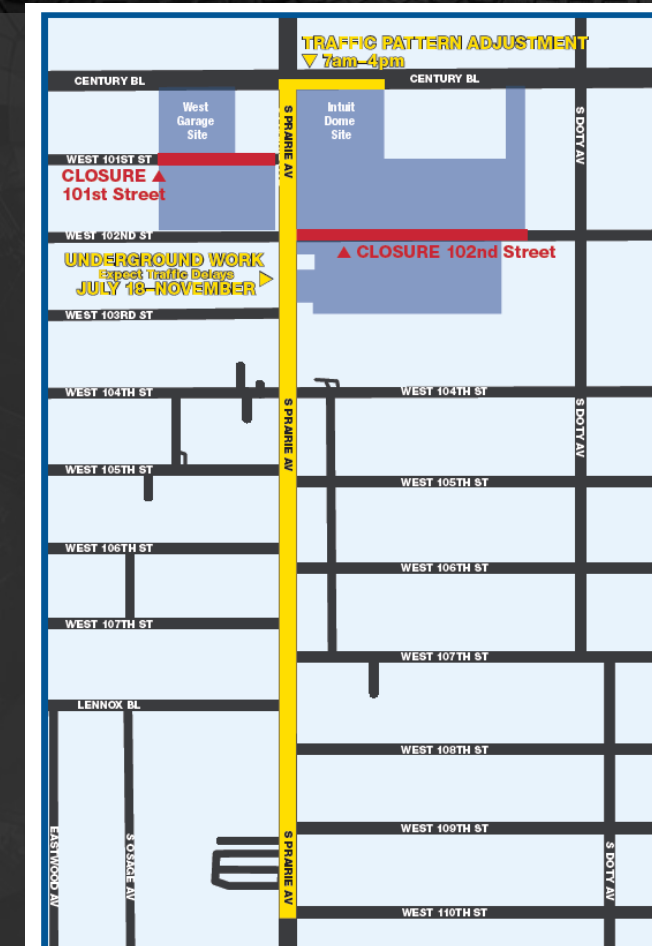 TRAFFIC PATTERN ADJUSTMENT
▼ 7am–4pm
CENTURY BL
CENTURY BL
West
Garage
Site
Intuit
Dome
Site
S PRAIRIE AV
S DOTY AV
WEST 101ST ST
CLOSURE ▲
101st Street
WEST 102ND ST
▲ CLOSURE 102nd Street
UNDERGROUND WORK
Expect Traffic Delays
JULY 18–NOVEMBER
WEST 103RD ST
WEST 104TH ST
WEST 104TH ST
S PRAIRIE AV
S DOTY AV
WEST 105TH ST
WEST 105TH ST
WEST 106TH ST
WEST 106TH ST
WEST 107TH ST
WEST 107TH ST
LENNOX BL
WEST 108TH ST
EASTWOOD AV
S OSAGE AV
S PRAIRIE AV
WEST 109TH ST
S DOTY AV
WEST 110TH ST